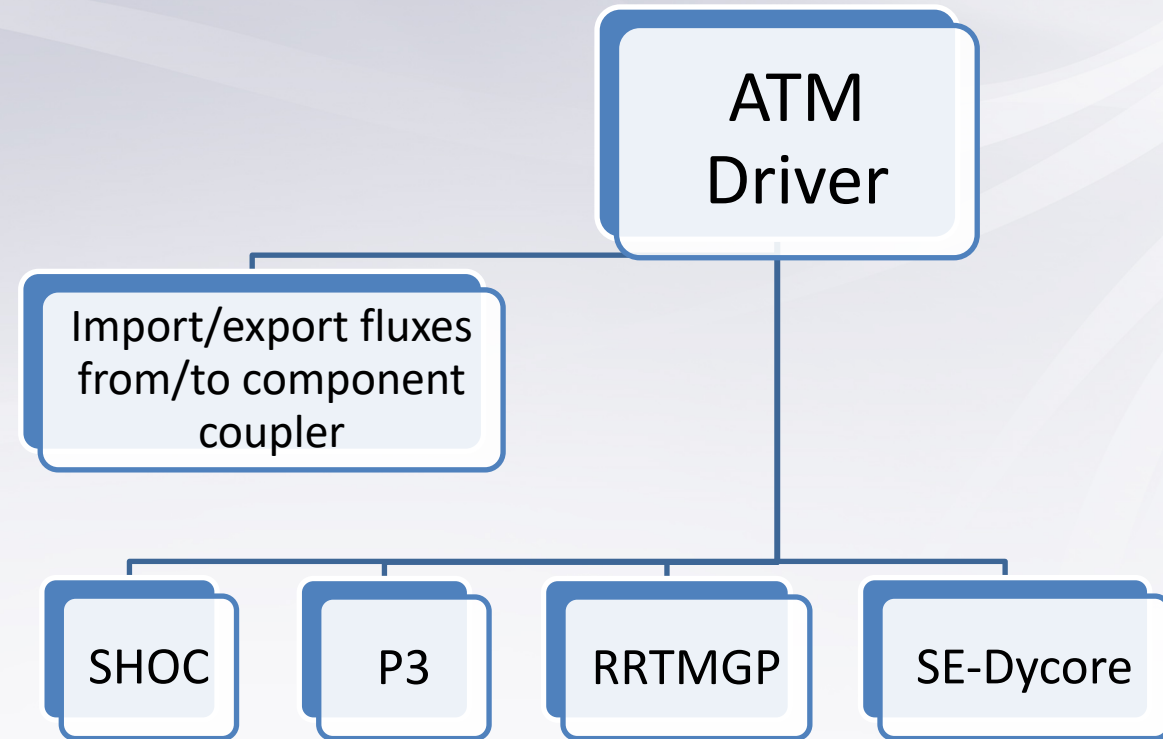 ATM
Driver
Import/export fluxes
from/to component
coupler
SHOC
P3
RRTMGP
SE-Dycore